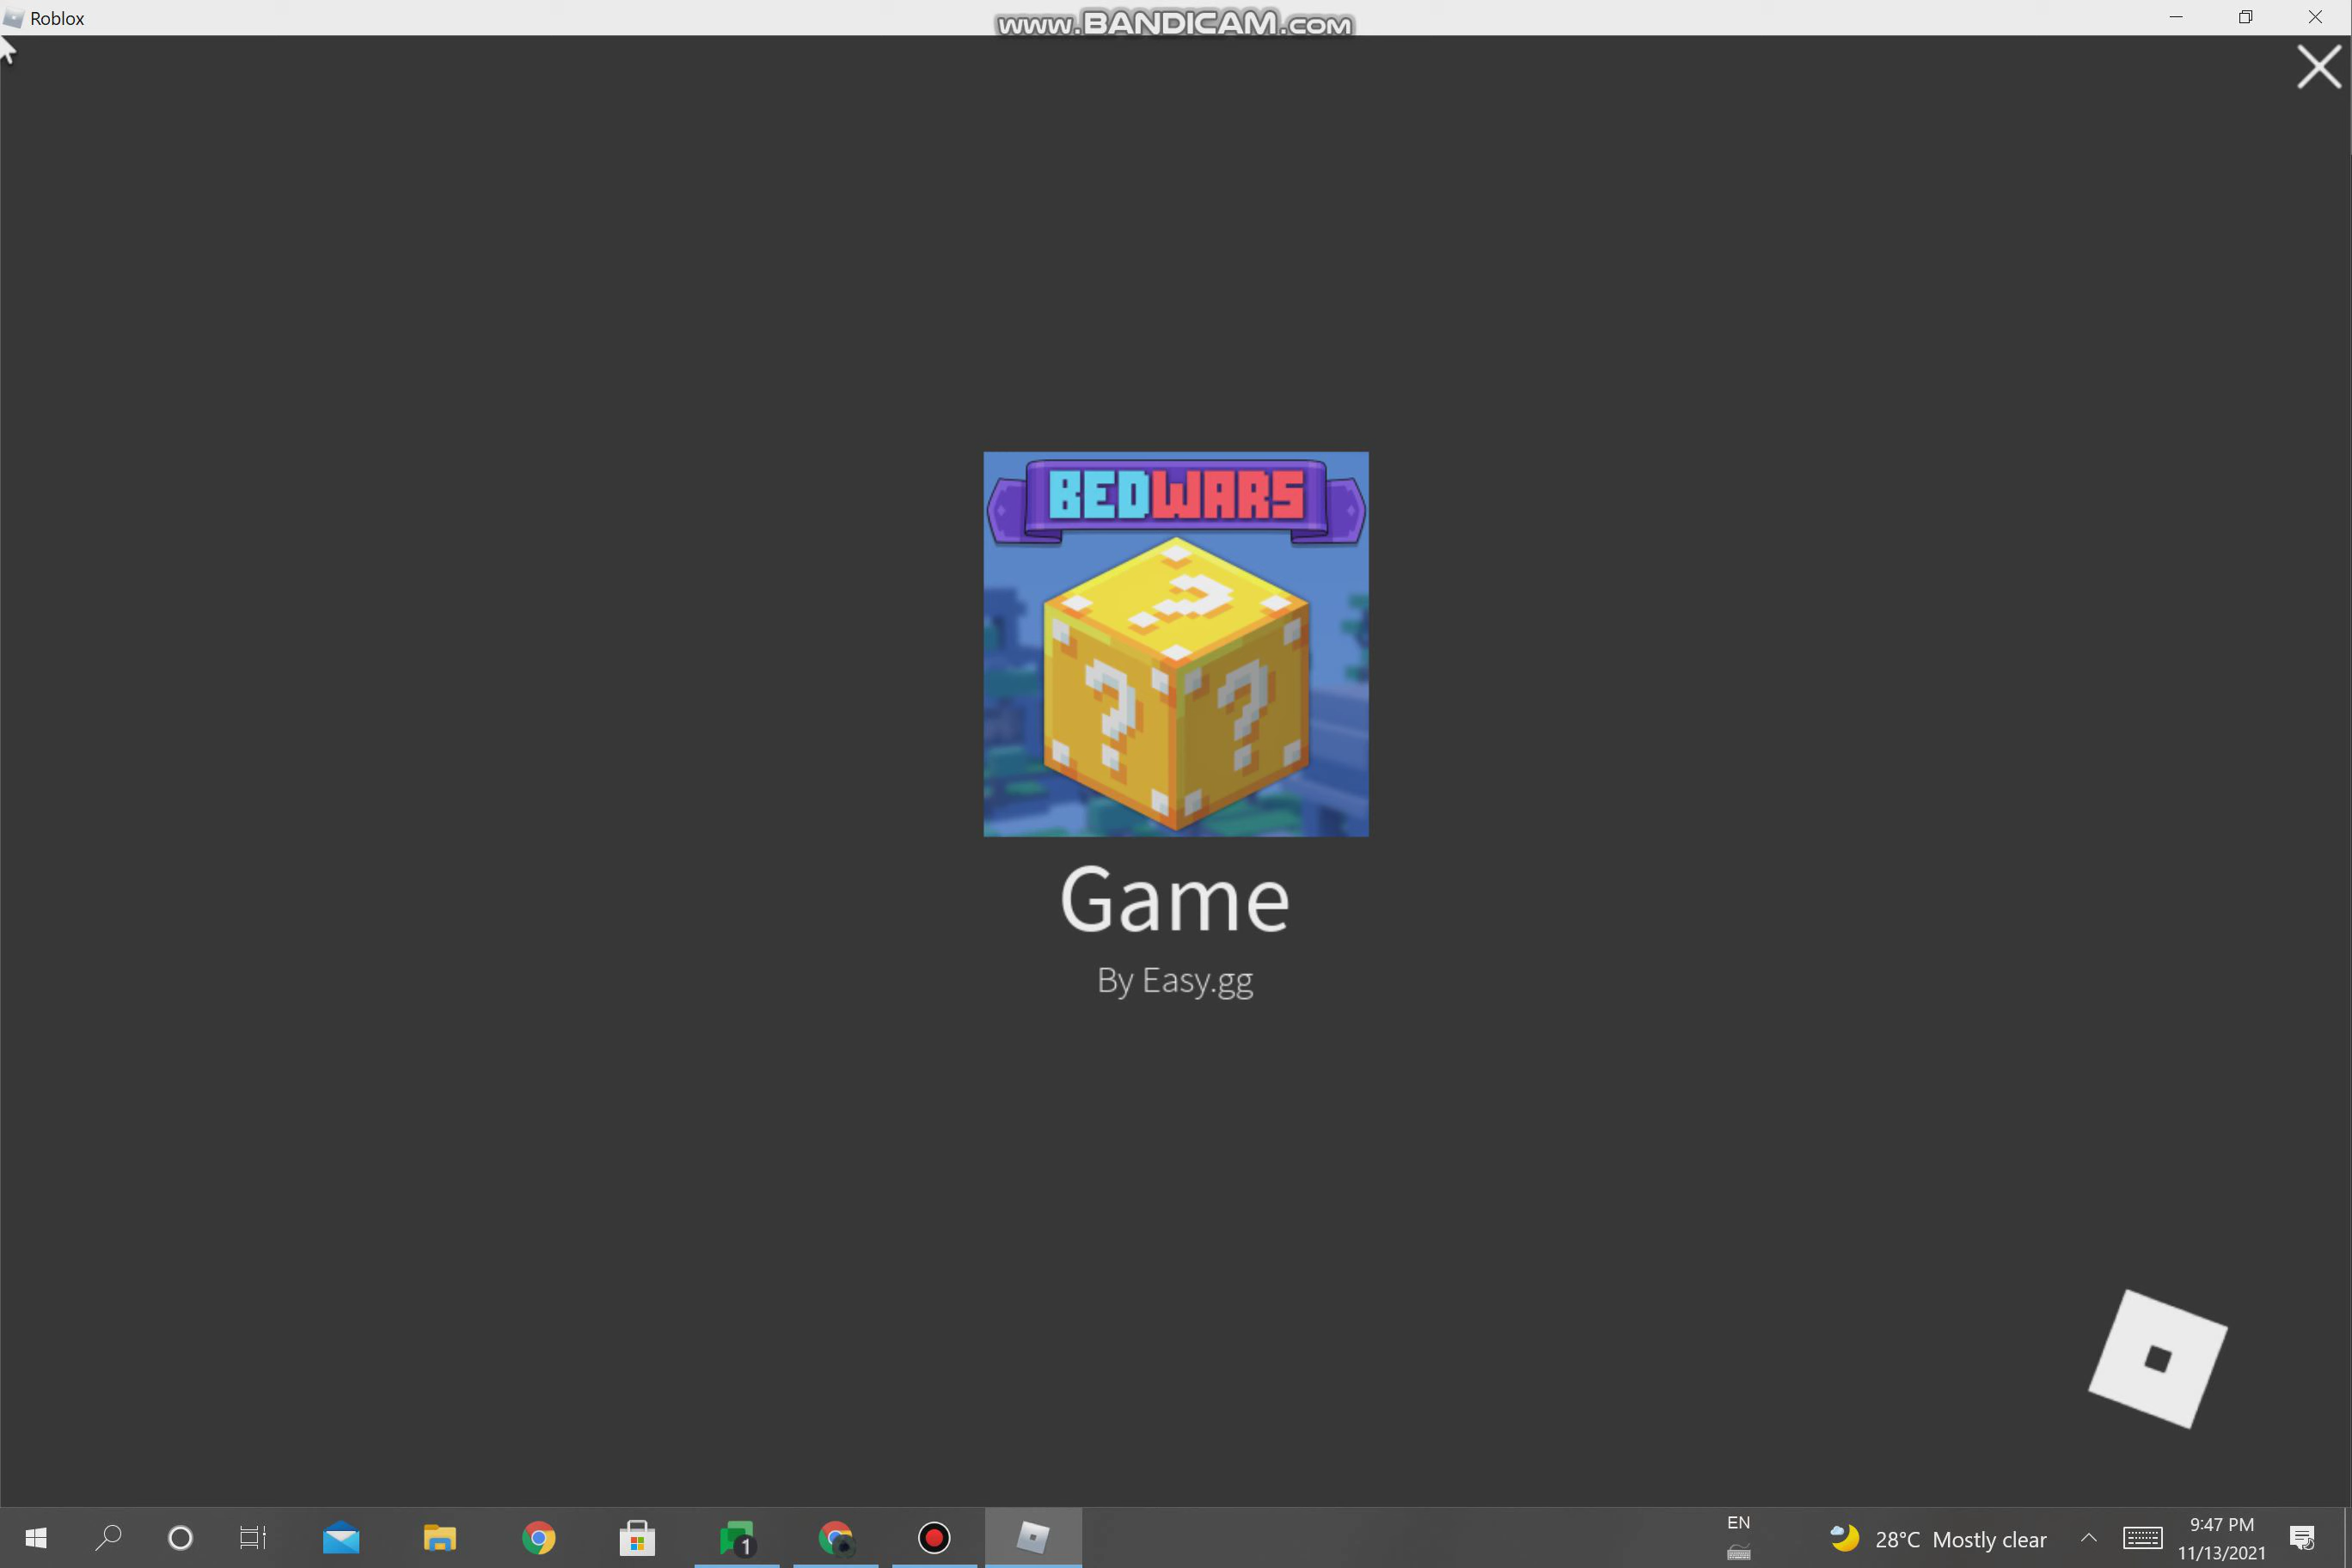 Roblox
www.BANDICAM.com
BEDWARS
? ? ?
Game
By Easy.gg
1
EN
28°C Mostly clear
9:47 PM
11/13/2021